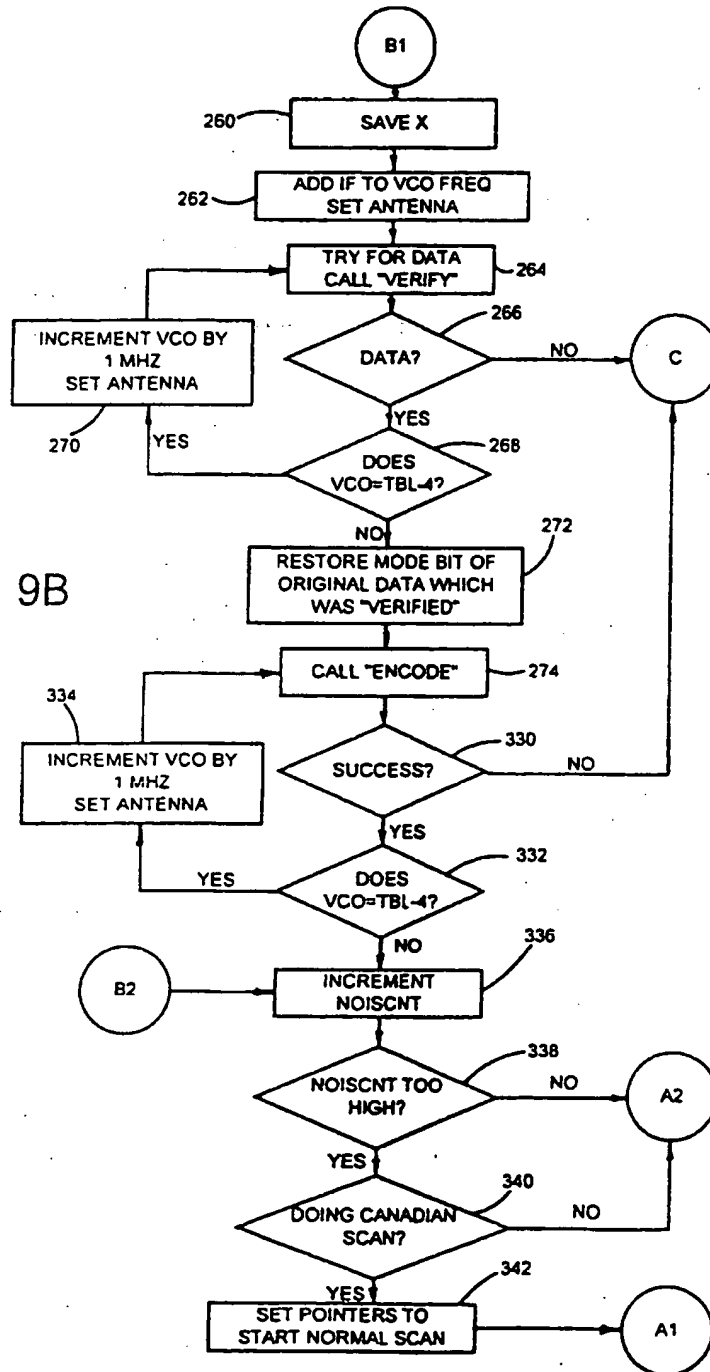 B1
260
SAVE X
262
ADD IF TO VCO FREQ
SET ANTENNA
TRY FOR DATA
CALL "VERIFY"
264
266
INCREMENT VCO BY
1 MHZ
SET ANTENNA
DATA?
NO
C
270
YES
YES
268
DOES
VCO=TBL-4?
NO
272
9B
RESTORE MODE BIT OF
ORIGINAL DATA WHICH
WAS "VERIFIED"
CALL "ENCODE"
274
334
330
INCREMENT VCO BY
1 MHZ
SET ANTENNA
SUCCESS?
NO
YES
332
YES
DOES
VCO=TBL-4?
NO
336
B2
INCREMENT
NOISCNT
338
NOISCNT TOO
HIGH?
NO
A2
YES
340
DOING CANADIAN
SCAN?
NO
YES
342
SET POINTERS TO
START NORMAL SCAN
A1